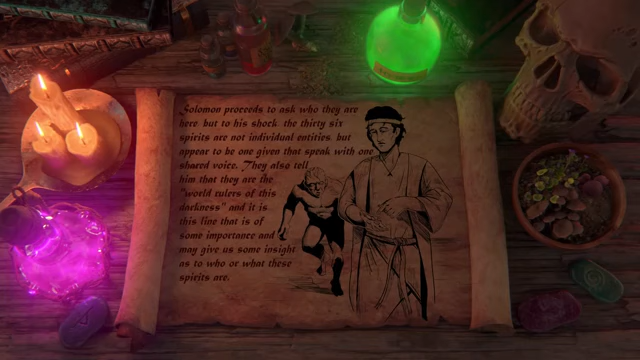 Solomon proceeds to ask who they are
here, but to his shock, the thirty six
spirits are not individual entities, but
appear to be one given that speak with one
shared voice. They also tell
him that they are the
"world rulers of this
darkness" and it is
this line that is of
some importance and
may give us some insight
as to who or what these
spirits are.